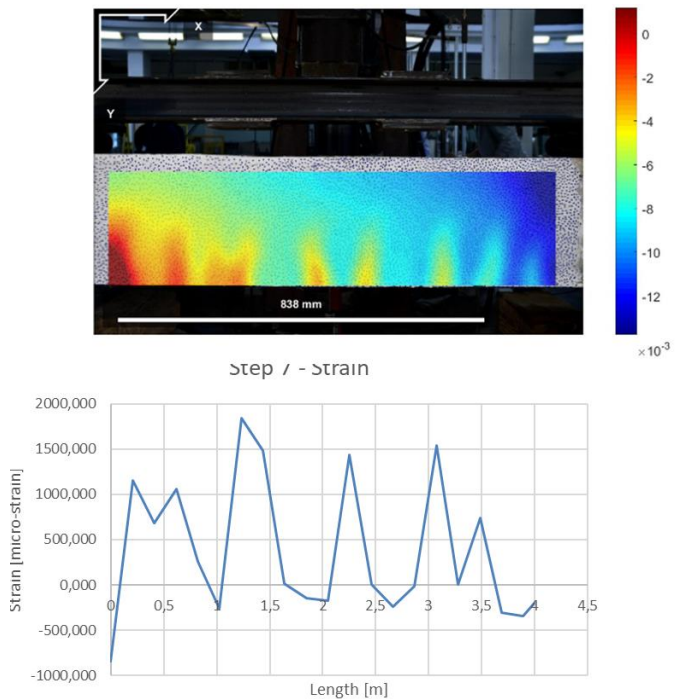 X
Y
838 mm
0
-2
-4
-6
-8
-10
-12
×10-3
Step 7 - Strain
Strain [micro-strain]
2000,000
1500,000
1000,000
500,000
0,000
-500,000
-1000,000
0 0,5 1 1,5 2 2,5 3 3,5 4 4,5
Length [m]